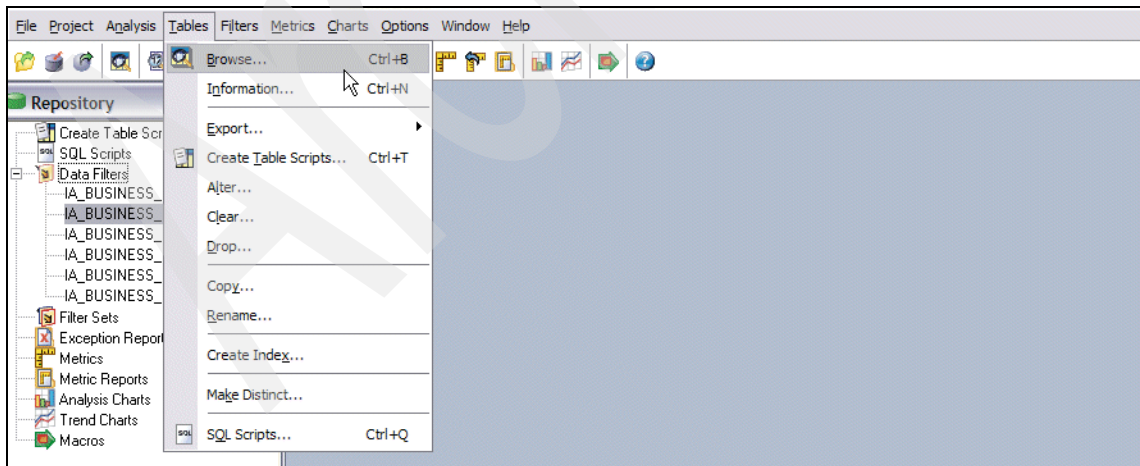 File Project Analysis Tables Filters Metrics Charts Options Window Help
Browse... Ctrl+B
Information... Ctrl+N
Export...
Create Table Scripts... Ctrl+T
Alter...
Clear...
Drop...
Copy...
Rename...
Create Index...
Make Distinct...
SQL SQL Scripts... Ctrl+Q
Repository
Create Table Scr
SQL SQL Scripts
Data Filters
IA_BUSINESS_
IA_BUSINESS_
IA_BUSINESS_
IA_BUSINESS_
IA_BUSINESS_
IA_BUSINESS_
Filter Sets
Exception Report
Metrics
Metric Reports
Analysis Charts
Trend Charts
Macros